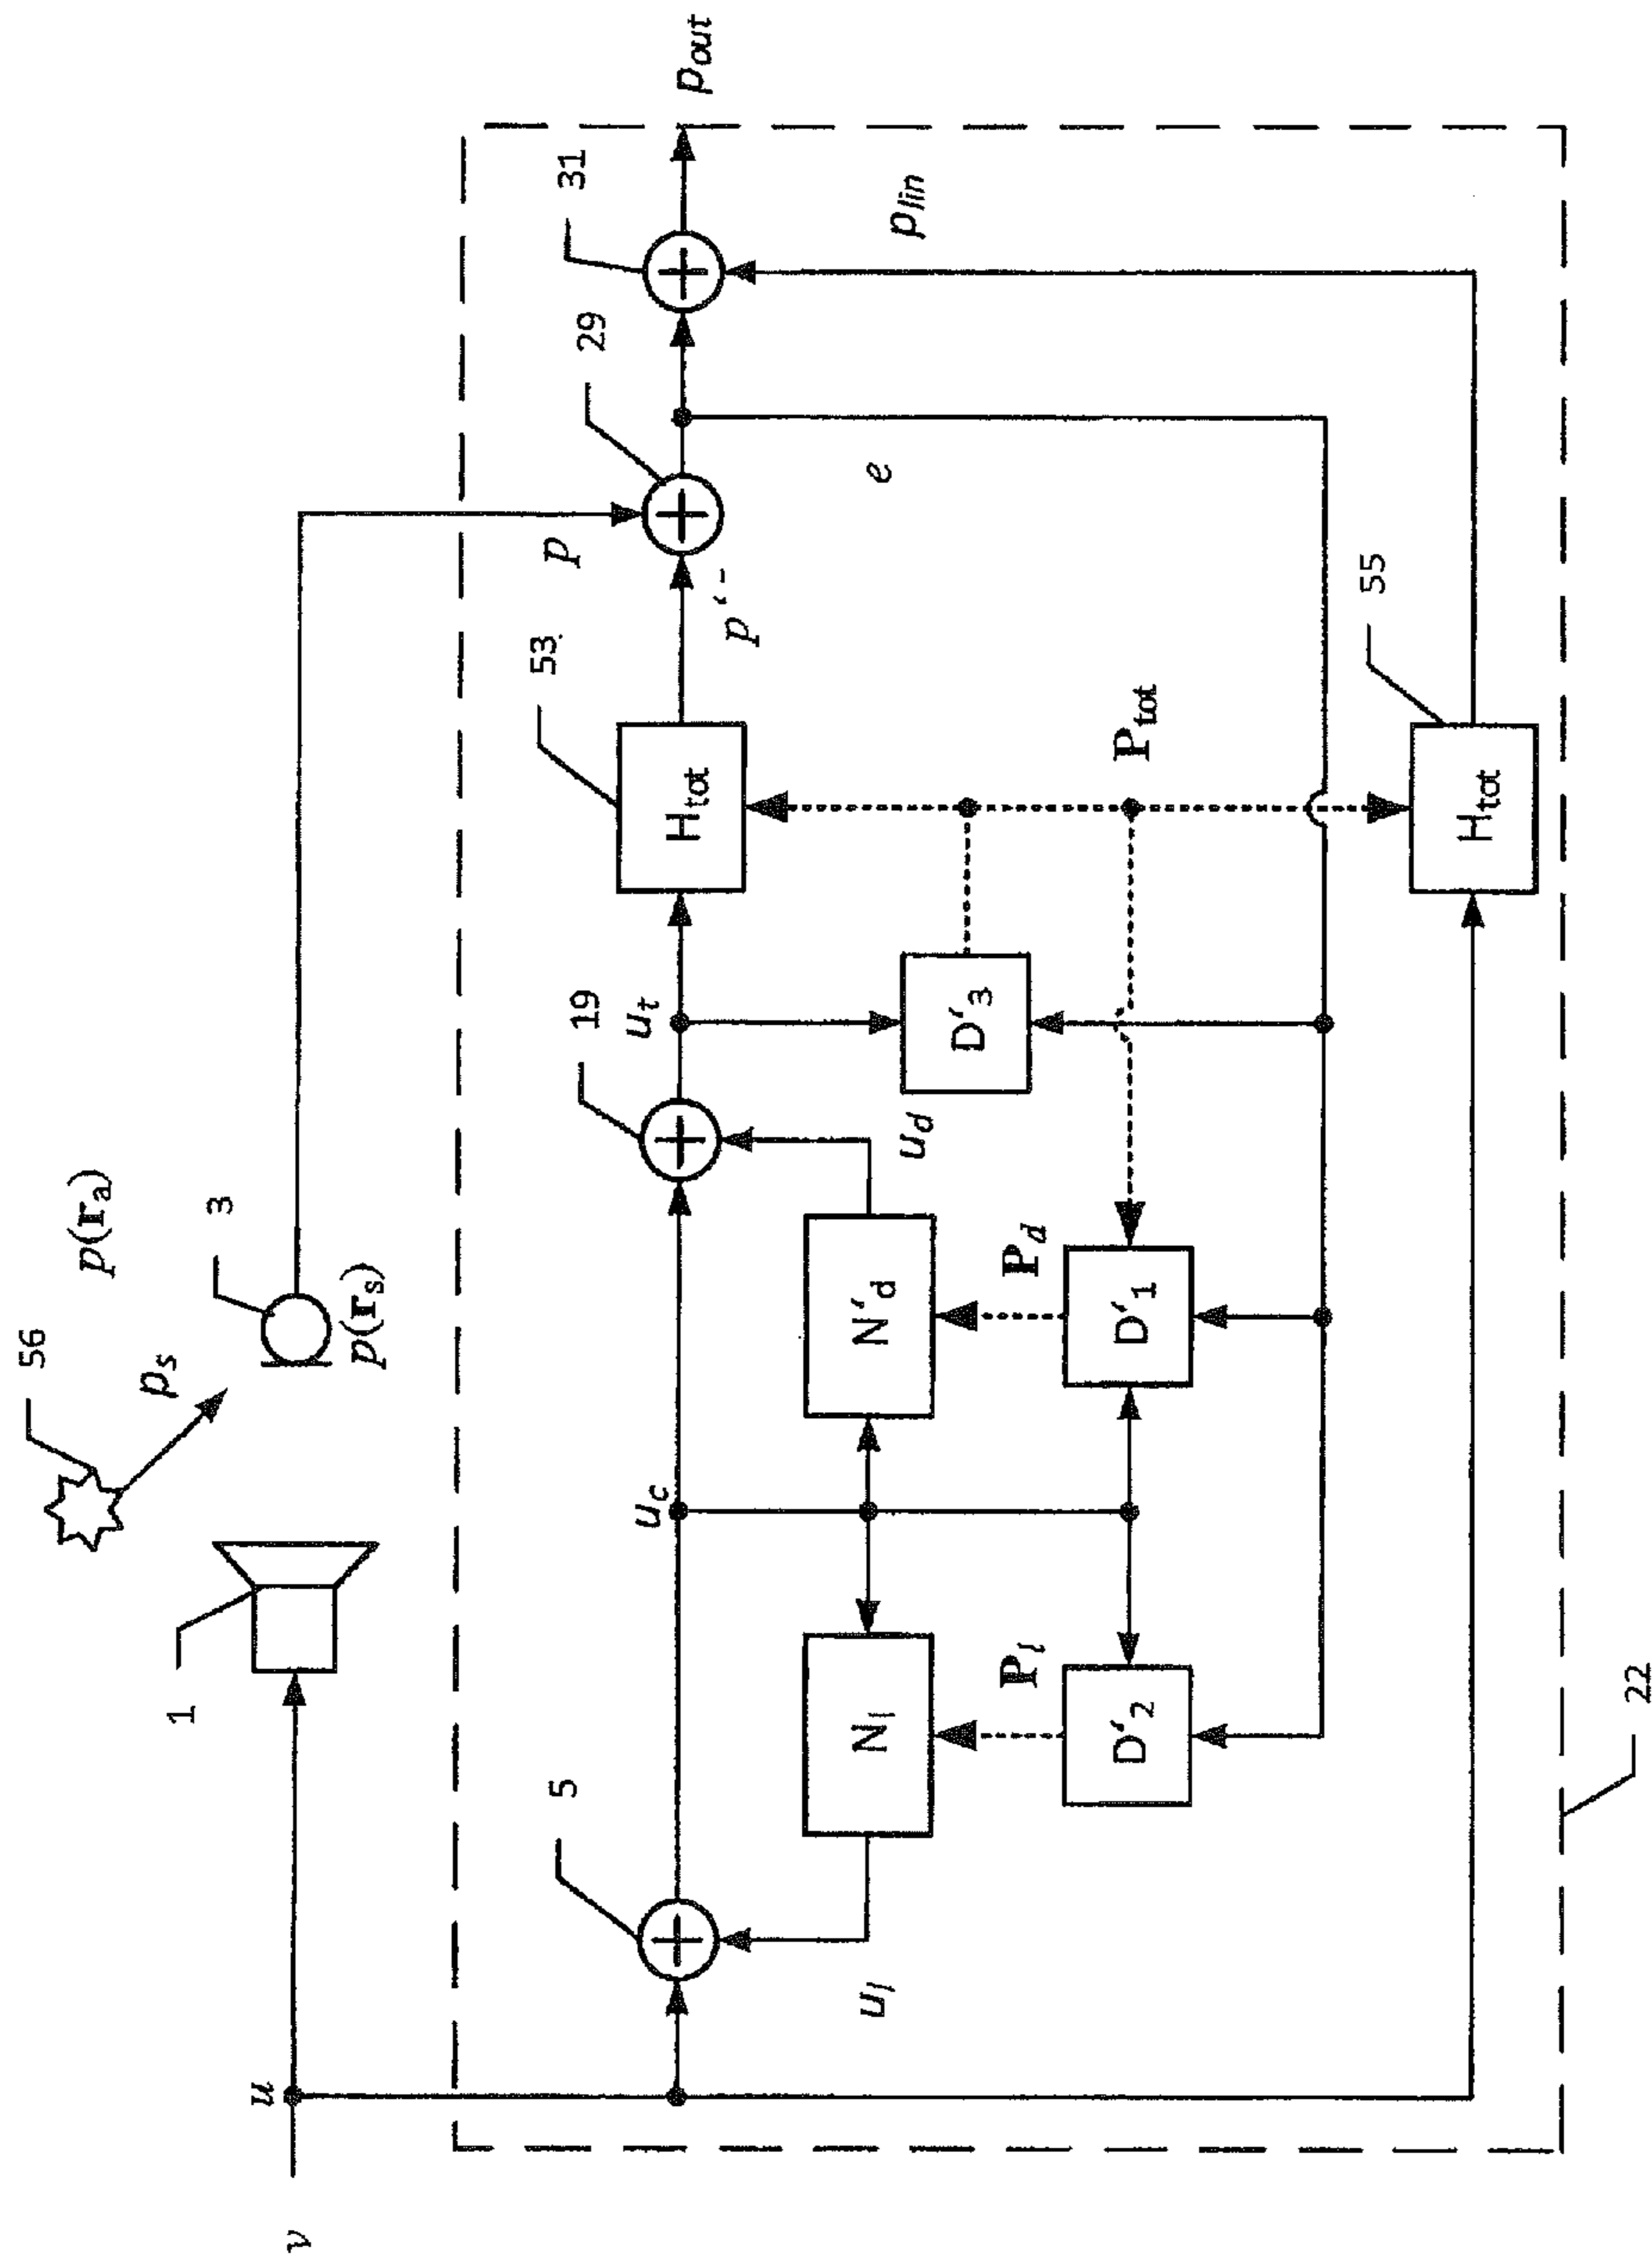 56
p_s
p(r_a)
3
p(r_s)
1
v
u
p
22
5
u_l
N_l
P_l
D'_2
u_c
N'_d
P_d
D'_1
19
u_d
u_t
D'_3
53
H_tot
P_tot
p' -
29
e
31
p_lin
p_out
55
H_tot